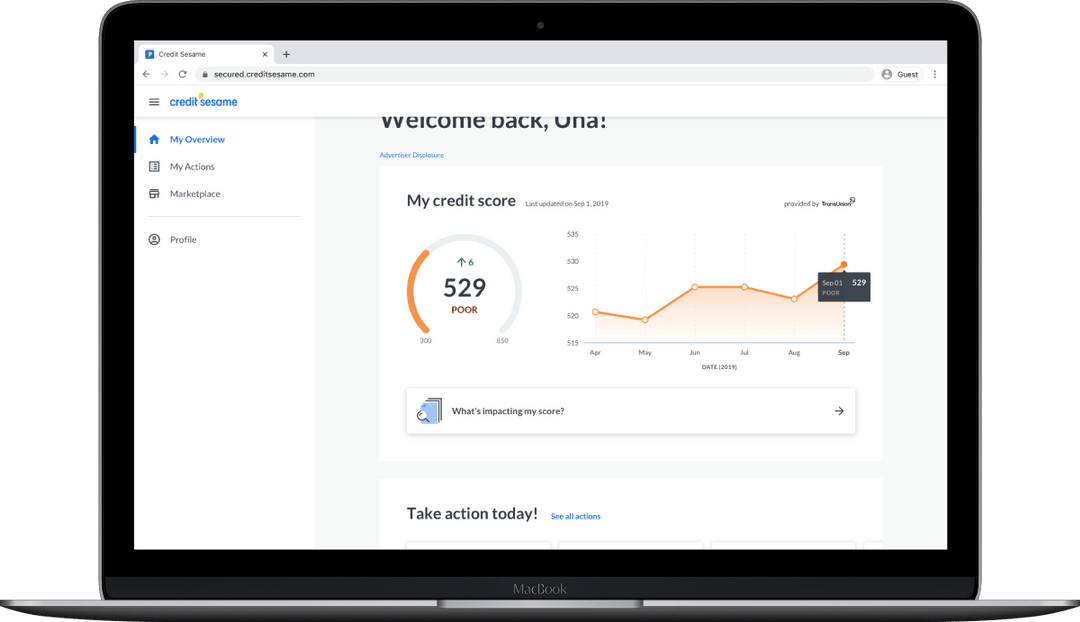 Credit Sesame
secured.creditsesame.com
Guest
credit sesame
Welcome back, Una!
My Overview
My Actions
Marketplace
Profile
Advertiser Disclosure
My credit score Last updated on Sep 1, 2019 provided by TransUnion
↑ 6
529
POOR
300 850
535
530
525
520
515
Sep 01 529
POOR
Apr May Jun Jul Aug Sep
DATE (2019)
What's impacting my score?
Take action today! See all actions
MacBook